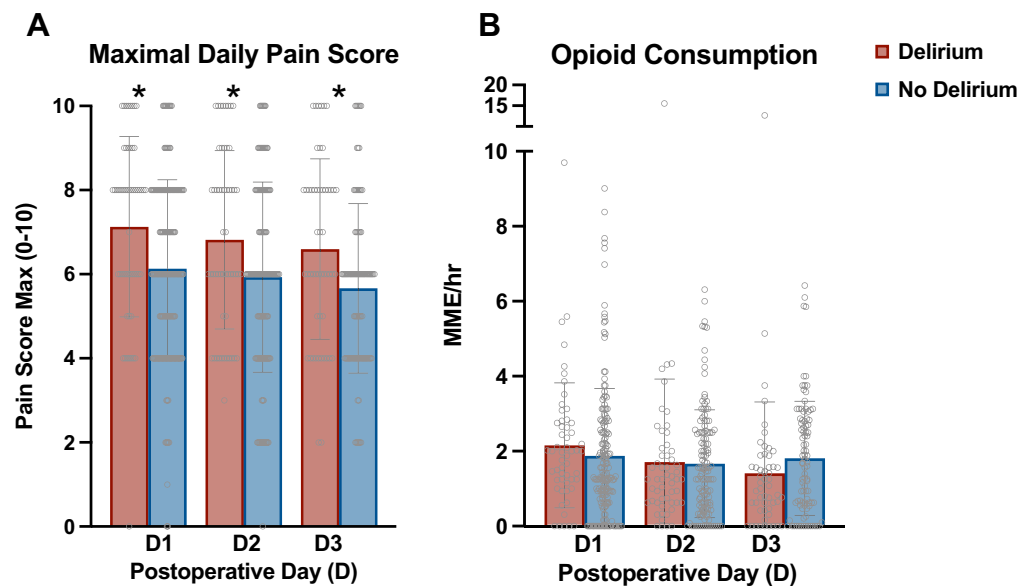 A
Maximal Daily Pain Score
* * *
10
8
6
4
2
0
Pain Score Max (0-10)
D1 D2 D3
Postoperative Day (D)
B
Opioid Consumption
20
15
10
8
6
4
2
0
MME/hr
D1 D2 D3
Postoperative Day (D)
Delirium
No Delirium